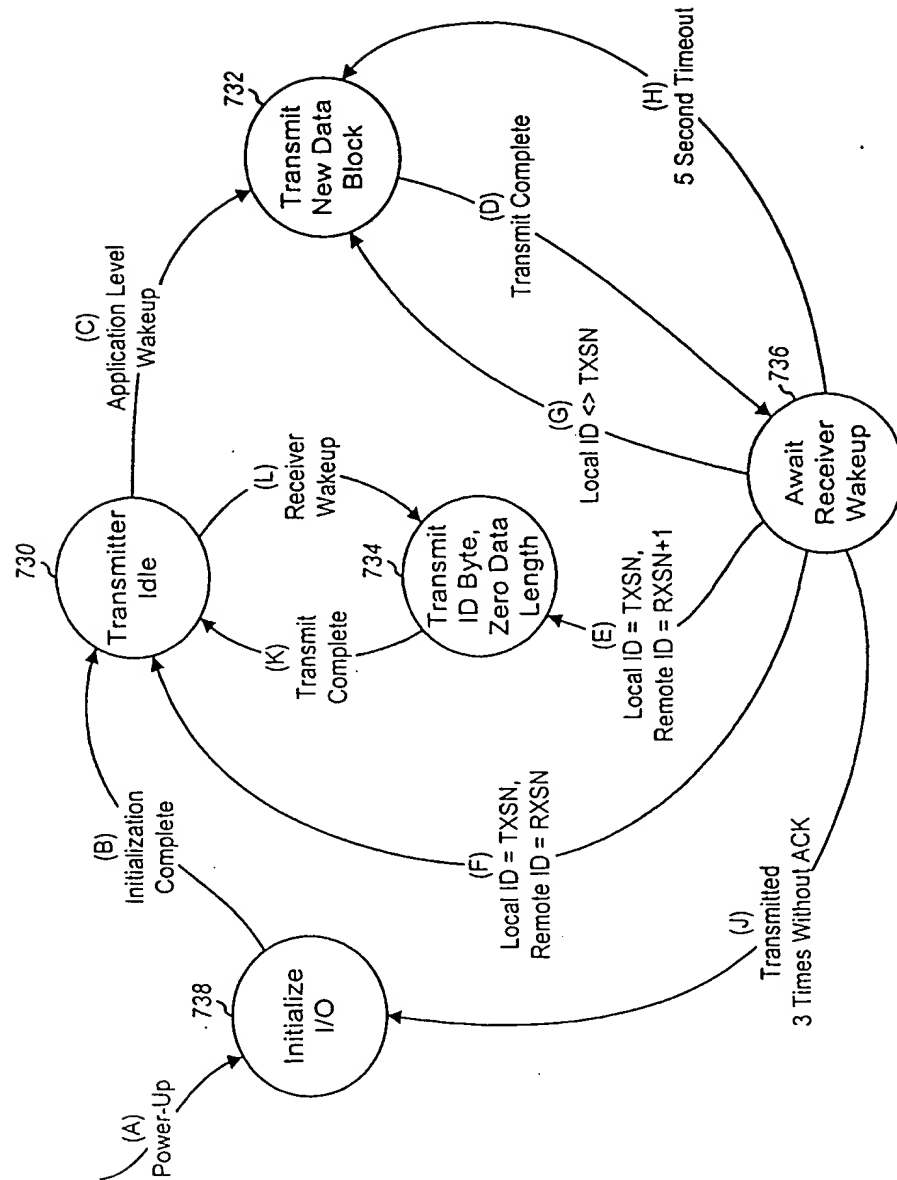 (A)
Power-Up
738
Initialize
I/O
(B)
Initialization
Complete
730
Transmitter
Idle
(C)
Application Level
Wakeup
732
Transmit
New Data
Block
(L)
Receiver
Wakeup
(K)
Transmit
Complete
734
Transmit
ID Byte,
Zero Data
Length
(D)
Transmit Complete
(E)
Local ID = TXSN,
Remote ID = RXSN+1
(F)
Local ID = TXSN,
Remote ID = RXSN
(G)
Local ID <> TXSN
(H)
5 Second Timeout
736
Await
Receiver
Wakeup
(J)
Transmitted
3 Times Without ACK